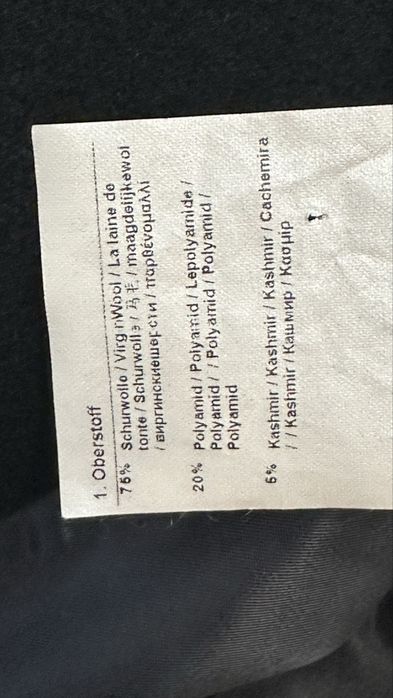 1. Oberstoff
75% Schurwolle / Virgin Wool / La laine de
tonte / Schurwolle / 马毛 / maagdelijkewol
/ виргинскиешерсти / παρθένομαλλί
20% Polyamid / Polyamid / Lepolyamide /
Polyamid / / Polyamid / Polyamid /
Polyamid
5% Kashmir / Kashmir / Kashmir / Cachemira
/ / Kashmir / Кашмир / Κασμίρ